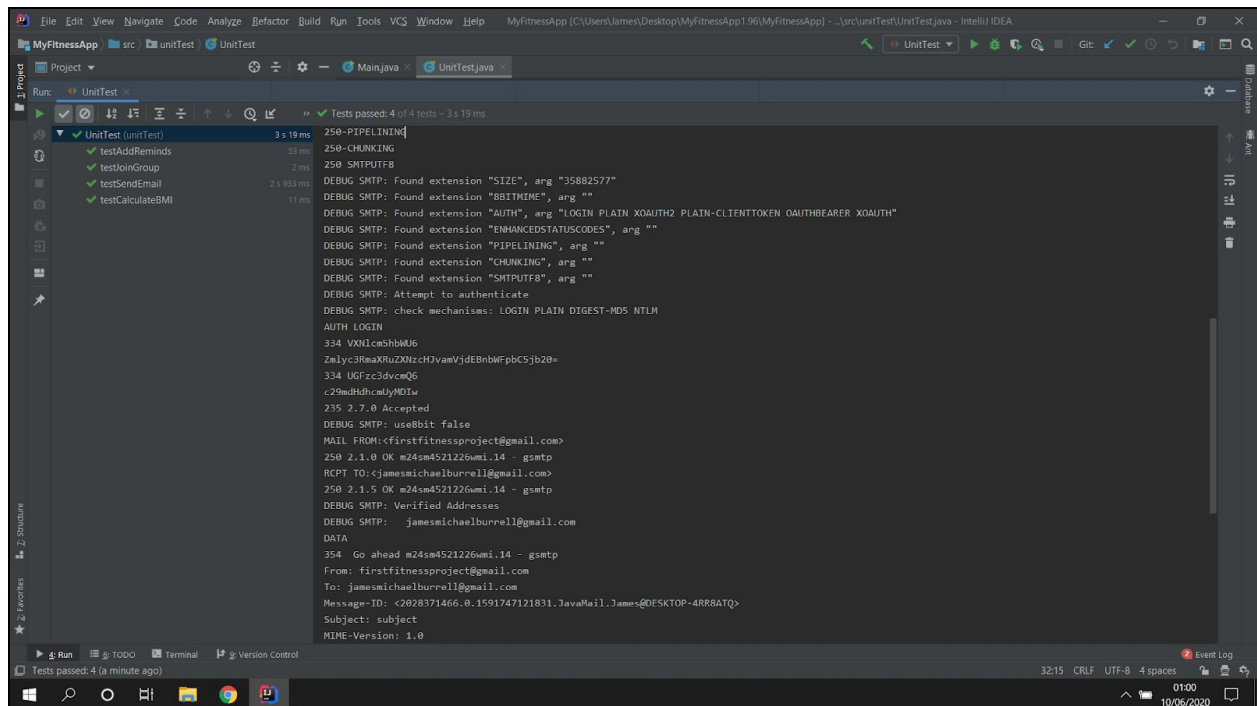 File Edit View Navigate Code Analyze Refactor Build Run Tools VCS Window Help MyFitnessApp [C:\Users\James\Desktop\MyFitnessApp1.96\MyFitnessApp] - ...\src\unitTest\UnitTest.java - IntelliJ IDEA
MyFitnessApp src unitTest UnitTest UnitTest Git:
1: Project
Project Main.java UnitTest.java
Database
Ant
Run: UnitTest
Tests passed: 4 of 4 tests – 3 s 19 ms
UnitTest (unitTest) 3 s 19 ms
testAddReminds 53 ms
testJoinGroup 2 ms
testSendEmail 2 s 953 ms
testCalculateBMI 11 ms
250-PIPELINING
250-CHUNKING
250 SMTPUTF8
DEBUG SMTP: Found extension "SIZE", arg "35882577"
DEBUG SMTP: Found extension "8BITMIME", arg ""
DEBUG SMTP: Found extension "AUTH", arg "LOGIN PLAIN XOAUTH2 PLAIN-CLIENTTOKEN OAUTHBEARER XOAUTH"
DEBUG SMTP: Found extension "ENHANCEDSTATUSCODES", arg ""
DEBUG SMTP: Found extension "PIPELINING", arg ""
DEBUG SMTP: Found extension "CHUNKING", arg ""
DEBUG SMTP: Found extension "SMTPUTF8", arg ""
DEBUG SMTP: Attempt to authenticate
DEBUG SMTP: check mechanisms: LOGIN PLAIN DIGEST-MD5 NTLM
AUTH LOGIN
334 VXNlcm5hbWU6
Zmlyc3RmaXRuZXNzcHJvamVjdEBnbWFpbC5jb20=
334 UGFzc3dvcmQ6
c29mdHdhcmUyMDIw
235 2.7.0 Accepted
DEBUG SMTP: use8bit false
MAIL FROM:<firstfitnessproject@gmail.com>
250 2.1.0 OK m24sm4521226wmi.14 - gsmtp
RCPT TO:<jamesmichaelburrell@gmail.com>
250 2.1.5 OK m24sm4521226wmi.14 - gsmtp
DEBUG SMTP: Verified Addresses
DEBUG SMTP:   jamesmichaelburrell@gmail.com
DATA
354  Go ahead m24sm4521226wmi.14 - gsmtp
From: firstfitnessproject@gmail.com
To: jamesmichaelburrell@gmail.com
Message-ID: <2028371466.0.1591747121831.JavaMail.James@DESKTOP-4RR8ATQ>
Subject: subject
MIME-Version: 1.0
Z: Structure
2: Favorites
4: Run 6: TODO Terminal 9: Version Control 2 Event Log
Tests passed: 4 (a minute ago) 32:15 CRLF UTF-8 4 spaces
01:00
10/06/2020